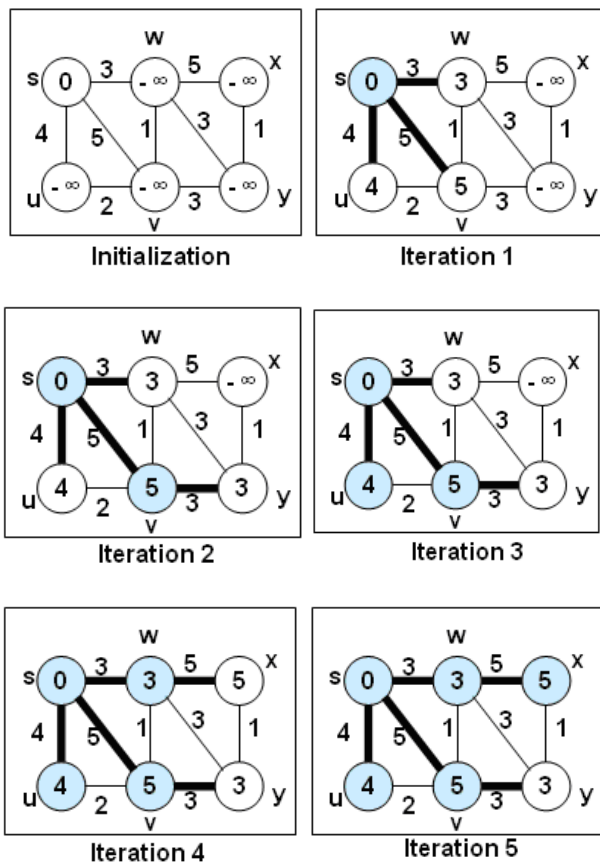 w w
s 0 3 -∞ 5 -∞ x s 0 3 3 5 -∞ x
4 5 1 3 1 4 5 1 3 1
u -∞ 2 -∞ 3 -∞ y u 4 2 5 3 -∞ y
v v
Initialization Iteration 1
w w
s 0 3 3 5 -∞ x s 0 3 3 5 -∞ x
4 5 1 3 1 4 5 1 3 1
u 4 2 5 3 3 y u 4 2 5 3 3 y
v v
Iteration 2 Iteration 3
w w
s 0 3 3 5 5 x s 0 3 3 5 5 x
4 5 1 3 1 4 5 1 3 1
u 4 2 5 3 3 y u 4 2 5 3 3 y
v v
Iteration 4 Iteration 5